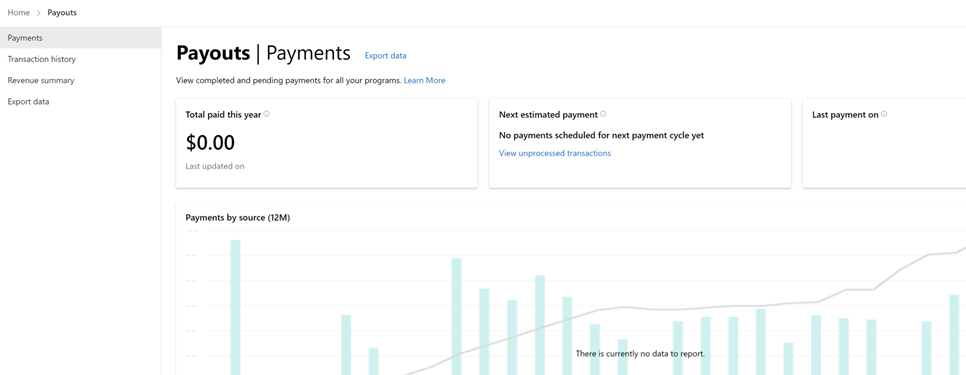 Home > Payouts
Payments
Transaction history
Revenue summary
Export data
Payouts | Payments Export data
View completed and pending payments for all your programs. Learn More
Total paid this year
$0.00
Last updated on
Next estimated payment
No payments scheduled for next payment cycle yet
View unprocessed transactions
Last payment on
Payments by source (12M)
There is currently no data to report.